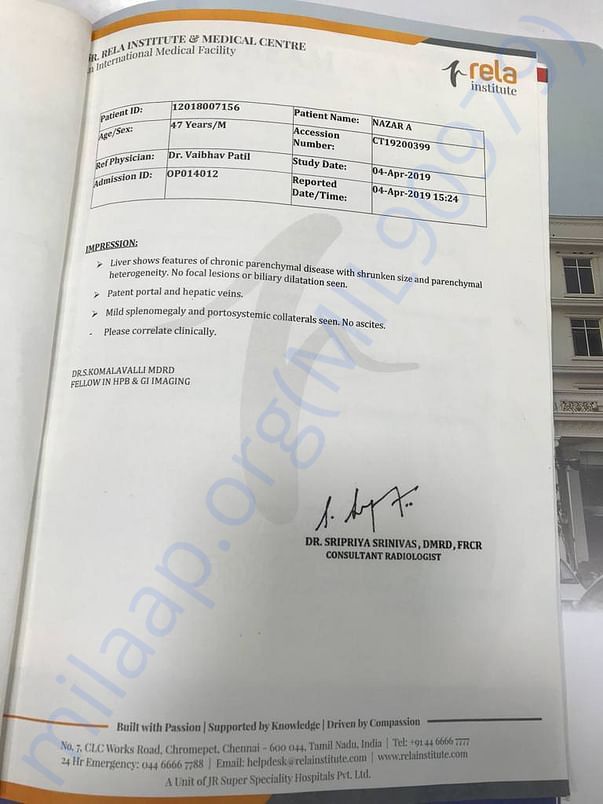 R. RELA INSTITUTE & MEDICAL CENTRE
n International Medical Facility
rela
institute
Patient ID: 12018007156 Patient Name: NAZAR A
Age/Sex: 47 Years/M Accession Number: CT19200399
Ref Physician: Dr. Vaibhav Patil Study Date: 04-Apr-2019
Admission ID: OP014012 Reported Date/Time: 04-Apr-2019 15:24
IMPRESSION:
➤ Liver shows features of chronic parenchymal disease with shrunken size and parenchymal
heterogeneity. No focal lesions or biliary dilatation seen.
➤ Patent portal and hepatic veins.
➤ Mild splenomegaly and portosystemic collaterals seen. No ascites.
- Please correlate clinically.
DR.S.KOMALAVALLI MDRD
FELLOW IN HPB & GI IMAGING
DR. SRIPRIYA SRINIVAS, DMRD, FRCR
CONSULTANT RADIOLOGIST
Built with Passion | Supported by Knowledge | Driven by Compassion
No, 7, CLC Works Road, Chromepet, Chennai - 600 044, Tamil Nadu, India | Tel: +91 44 6666 7777
24 Hr Emergency: 044 6666 7788 | Email: helpdesk@relainstitute.com | www.relainstitute.com
A Unit of JR Super Speciality Hospitals Pvt. Ltd.
milaap.org(MIL90979)